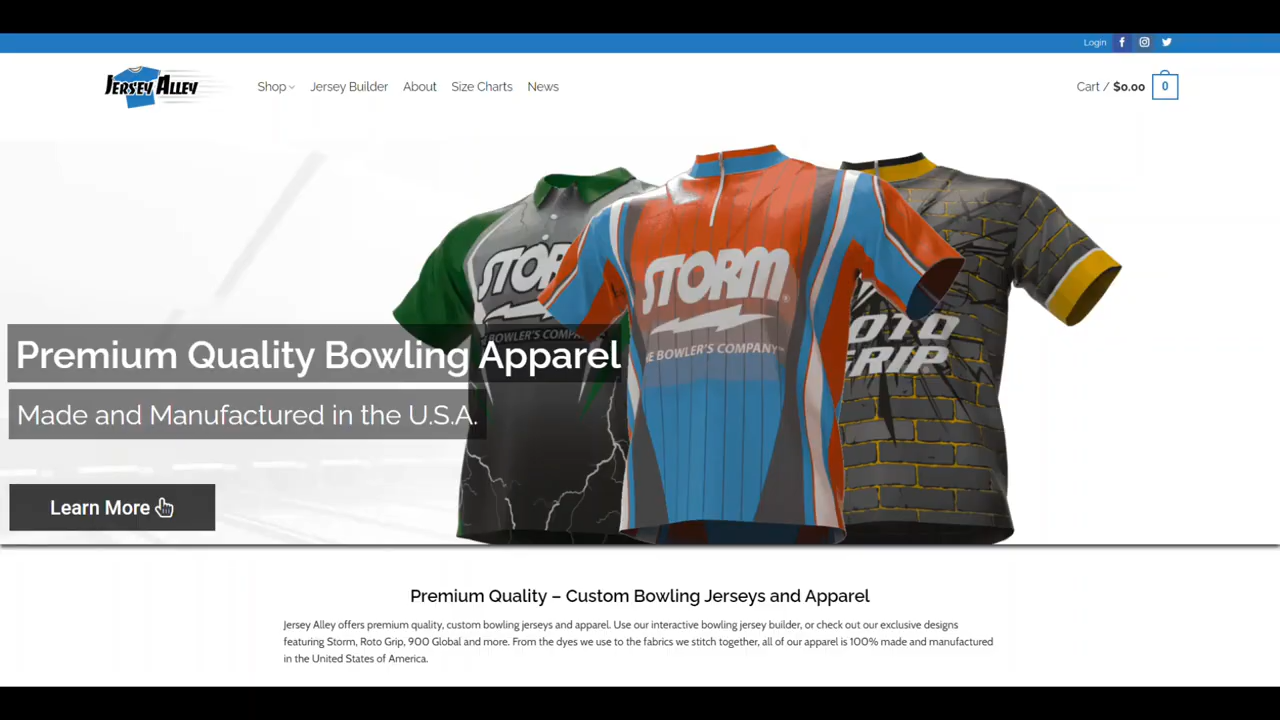 Login
JERSEY ALLEY
Shop
Jersey Builder
About
Size Charts
News
Cart / $0.00
0
STORM
THE BOWLER'S COMPANY
STORM®
THE BOWLER'S COMPANY™
ROTO
GRIP
Premium Quality Bowling Apparel
Made and Manufactured in the U.S.A.
Learn More
Premium Quality – Custom Bowling Jerseys and Apparel
Jersey Alley offers premium quality, custom bowling jerseys and apparel. Use our interactive bowling jersey builder, or check out our exclusive designs
featuring Storm, Roto Grip, 900 Global and more. From the dyes we use to the fabrics we stitch together, all of our apparel is 100% made and manufactured
in the United States of America.